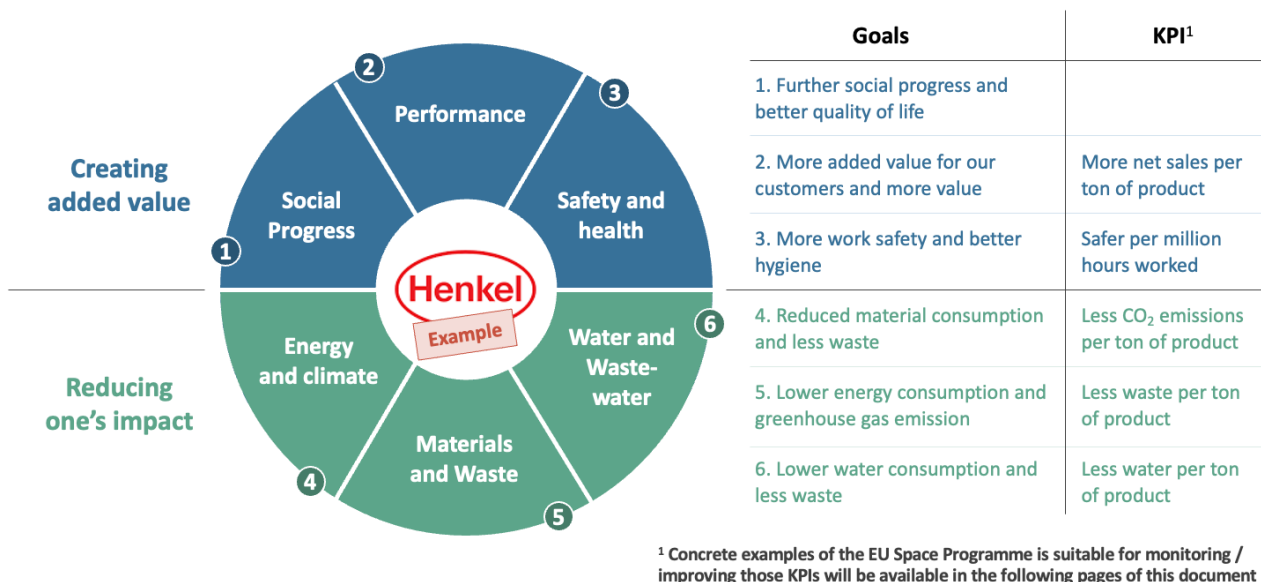 Creating
added value
Reducing
one's impact
2
Performance
3
Safety and
health
Social
Progress
1
Henkel
Example
6
Water and
Waste-
water
Energy
and climate
4
Materials
and Waste
5
Goals
KPI¹
1. Further social progress and
better quality of life
2. More added value for our
customers and more value
More net sales per
ton of product
3. More work safety and better
hygiene
Safer per million
hours worked
4. Reduced material consumption
and less waste
Less CO₂ emissions
per ton of product
5. Lower energy consumption and
greenhouse gas emission
Less waste per ton
of product
6. Lower water consumption and
less waste
Less water per ton
of product
¹ Concrete examples of the EU Space Programme is suitable for monitoring /
improving those KPIs will be available in the following pages of this document